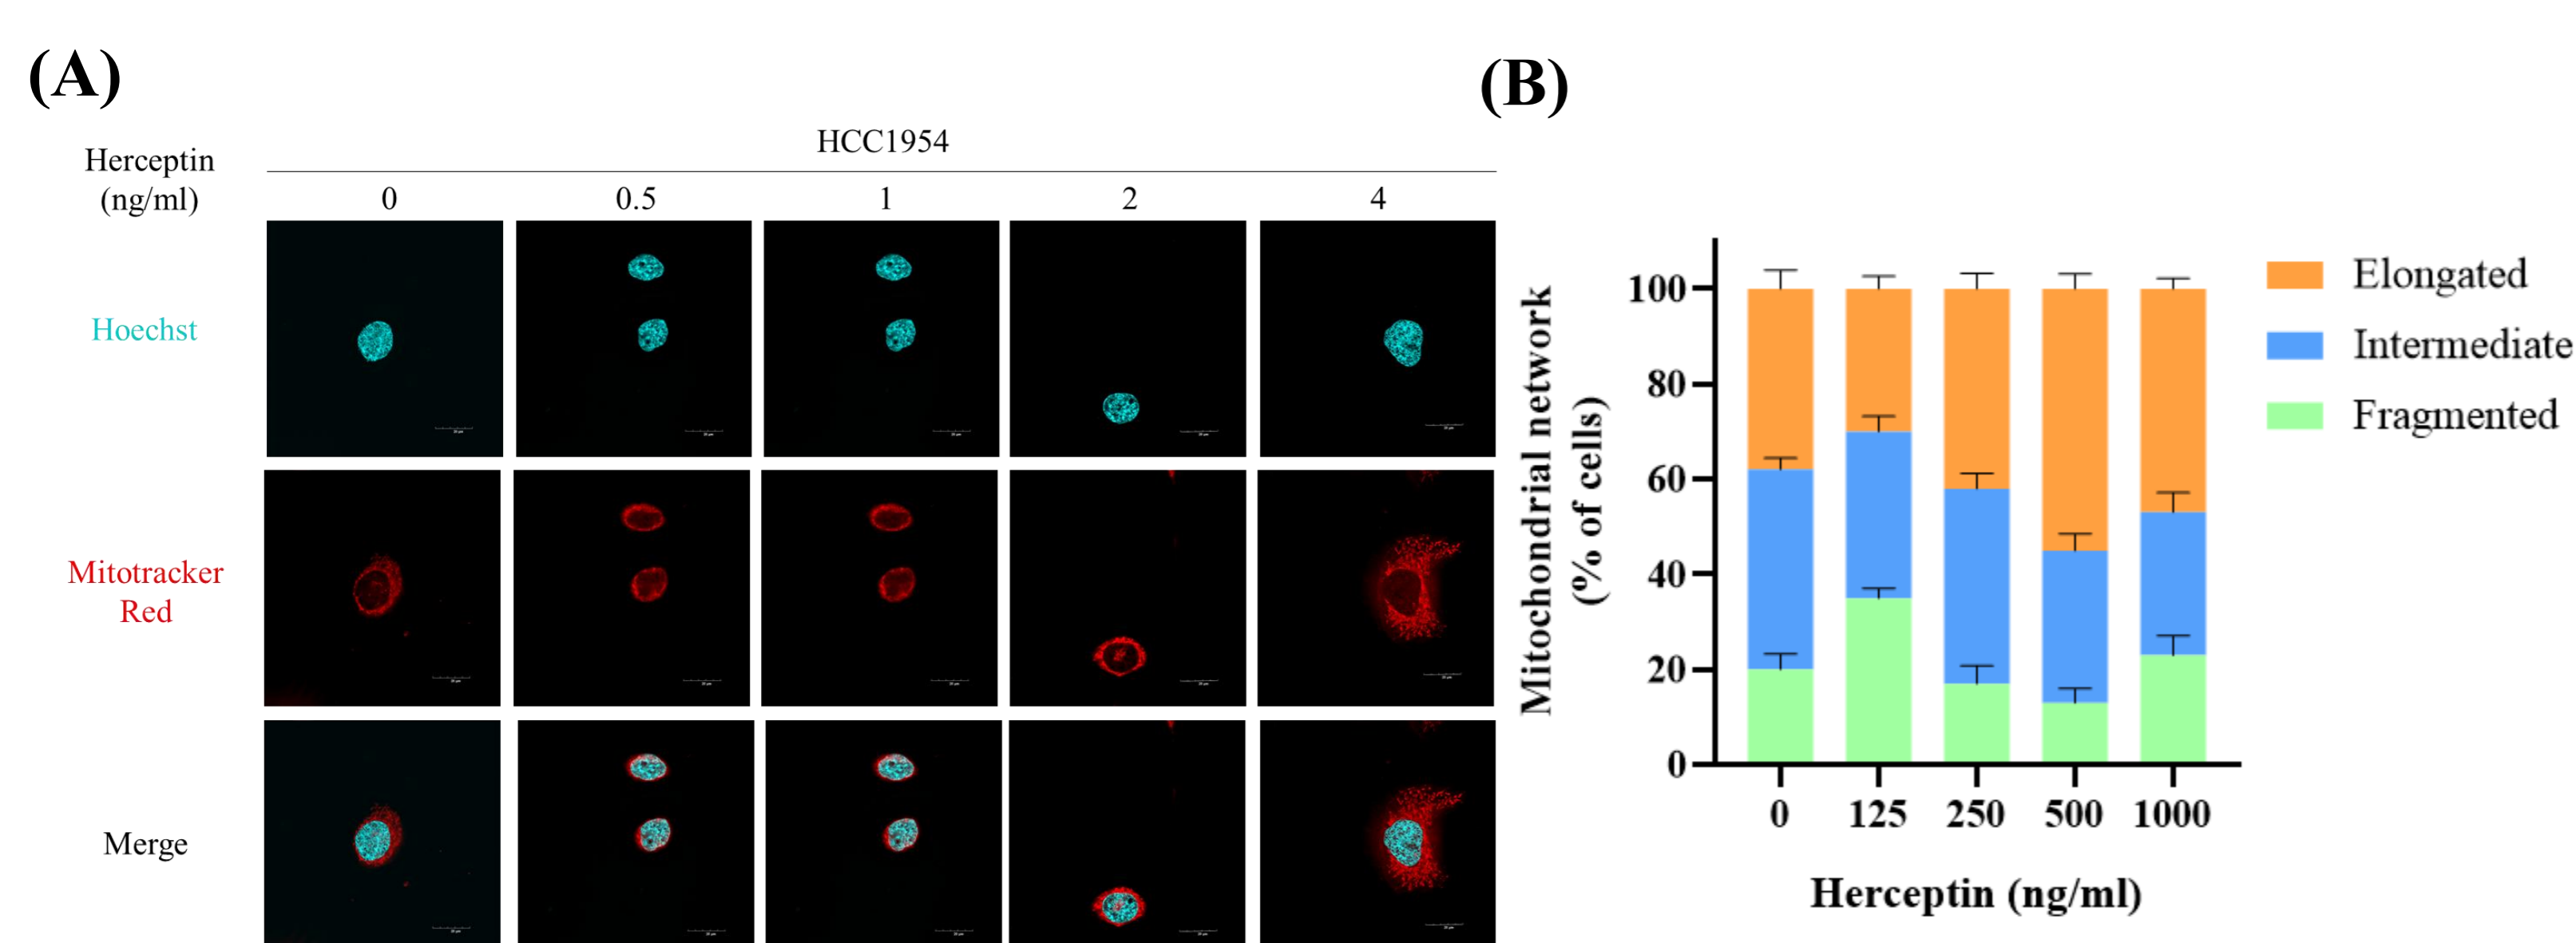 (A)
HCC1954
Herceptin
(ng/ml)
0 0.5 1 2 4
Hoechst
Mitotracker
Red
Merge
(B)
Mitochondrial network
(% of cells)
100
80
60
40
20
0
0 125 250 500 1000
Herceptin (ng/ml)
Elongated
Intermediate
Fragmented